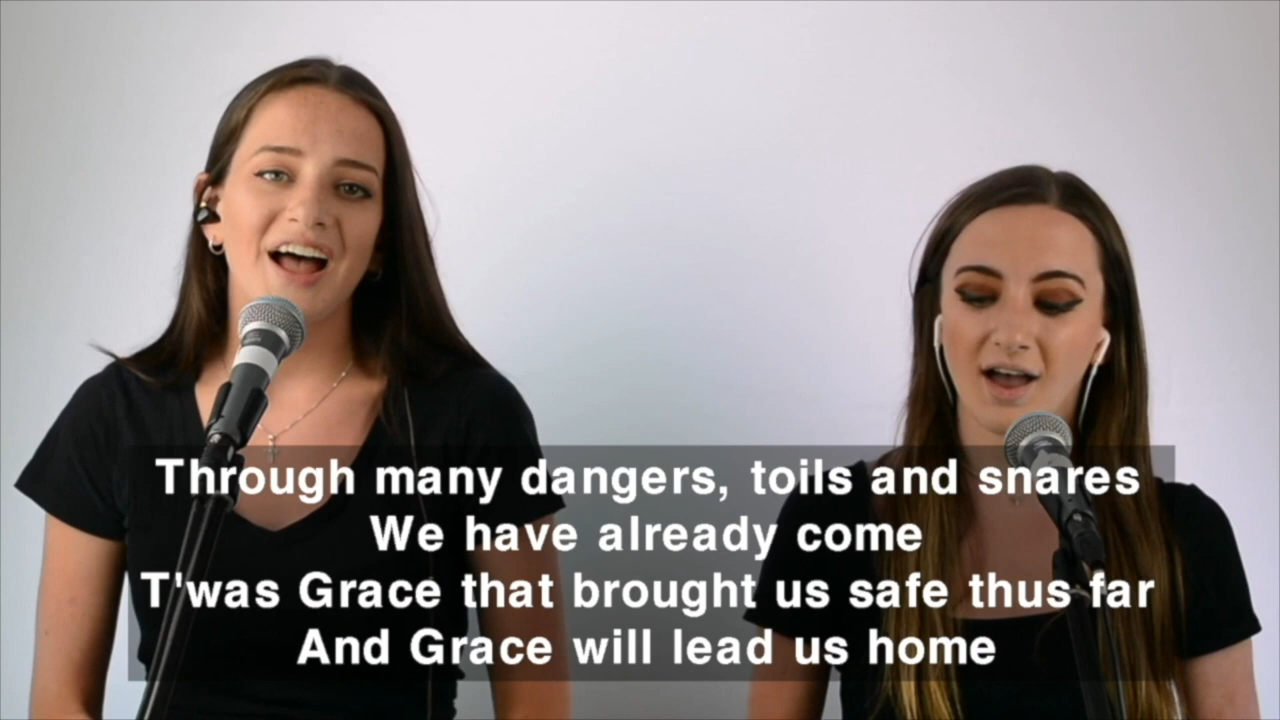 Through many dangers, toils and snares
We have already come
T'was Grace that brought us safe thus far
And Grace will lead us home